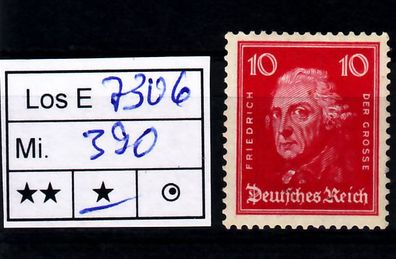 Los E 7306
Mi. 390
★★ ★ ⊙
10 10
FRIEDRICH
DER GROSSE
Deutsches Reich